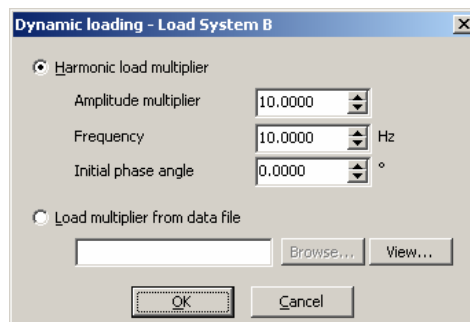 Dynamic loading - Load System B
Harmonic load multiplier
Amplitude multiplier 10.0000
Frequency 10.0000 Hz
Initial phase angle 0.0000 °
Load multiplier from data file
Browse... View...
OK Cancel